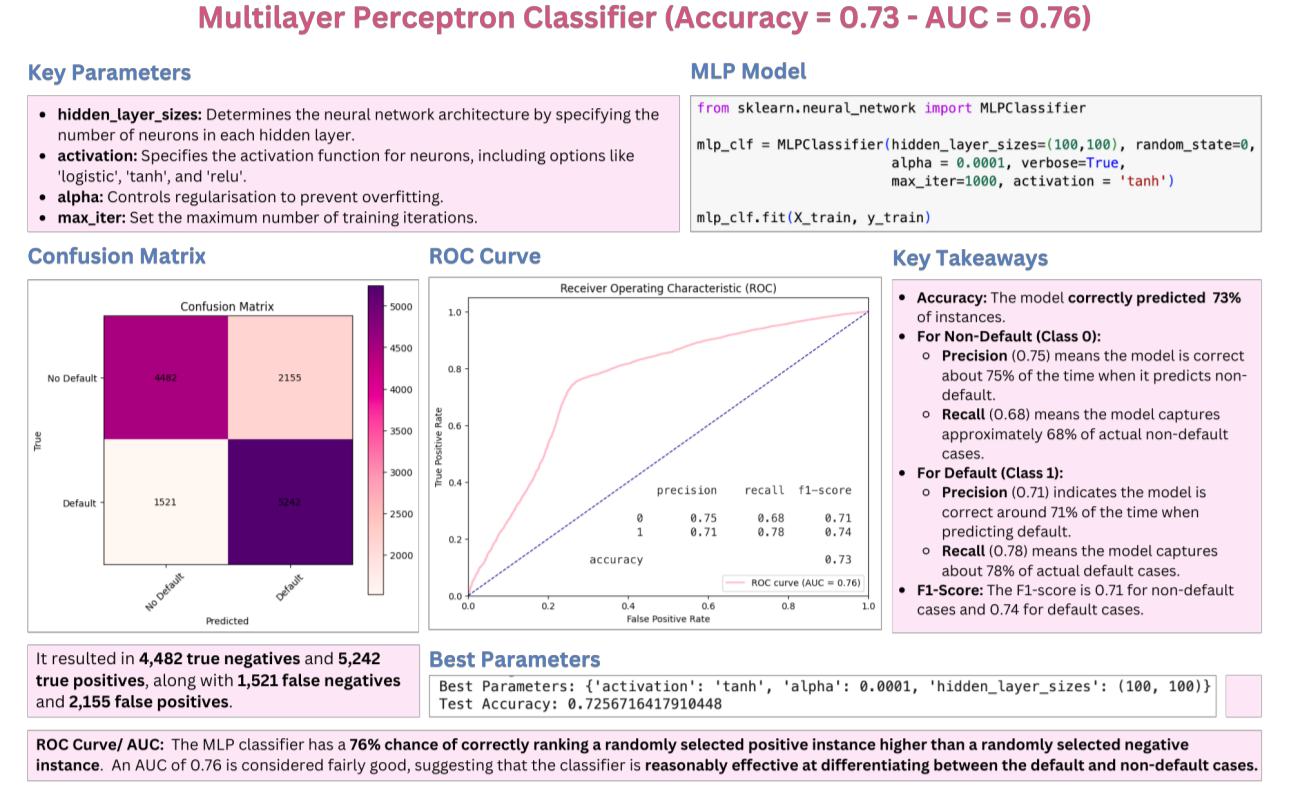 Multilayer Perceptron Classifier (Accuracy = 0.73 - AUC = 0.76)
Key Parameters
• hidden_layer_sizes: Determines the neural network architecture by specifying the
number of neurons in each hidden layer.
• activation: Specifies the activation function for neurons, including options like
'logistic', 'tanh', and 'relu'.
• alpha: Controls regularisation to prevent overfitting.
• max_iter: Set the maximum number of training iterations.
MLP Model
from sklearn.neural_network import MLPClassifier
mlp_clf = MLPClassifier(hidden_layer_sizes=(100,100), random_state=0,
alpha = 0.0001, verbose=True,
max_iter=1000, activation = 'tanh')
mlp_clf.fit(X_train, y_train)
Confusion Matrix
Confusion Matrix
True
No Default
Default
4482
2155
1521
5242
No Default
Default
Predicted
5000
4500
4000
3500
3000
2500
2000
It resulted in 4,482 true negatives and 5,242
true positives, along with 1,521 false negatives
and 2,155 false positives.
ROC Curve
Receiver Operating Characteristic (ROC)
True Positive Rate
1.0
0.8
0.6
0.4
0.2
0.0
precision recall f1-score
0 0.75 0.68 0.71
1 0.71 0.78 0.74
accuracy 0.73
ROC curve (AUC = 0.76)
0.0 0.2 0.4 0.6 0.8 1.0
False Positive Rate
Key Takeaways
• Accuracy: The model correctly predicted 73%
of instances.
• For Non-Default (Class 0):
○ Precision (0.75) means the model is correct
about 75% of the time when it predicts non-
default.
○ Recall (0.68) means the model captures
approximately 68% of actual non-default
cases.
• For Default (Class 1):
○ Precision (0.71) indicates the model is
correct around 71% of the time when
predicting default.
○ Recall (0.78) means the model captures
about 78% of actual default cases.
• F1-Score: The F1-score is 0.71 for non-default
cases and 0.74 for default cases.
Best Parameters
Best Parameters: {'activation': 'tanh', 'alpha': 0.0001, 'hidden_layer_sizes': (100, 100)}
Test Accuracy: 0.7256716417910448
ROC Curve/ AUC: The MLP classifier has a 76% chance of correctly ranking a randomly selected positive instance higher than a randomly selected negative
instance. An AUC of 0.76 is considered fairly good, suggesting that the classifier is reasonably effective at differentiating between the default and non-default cases.